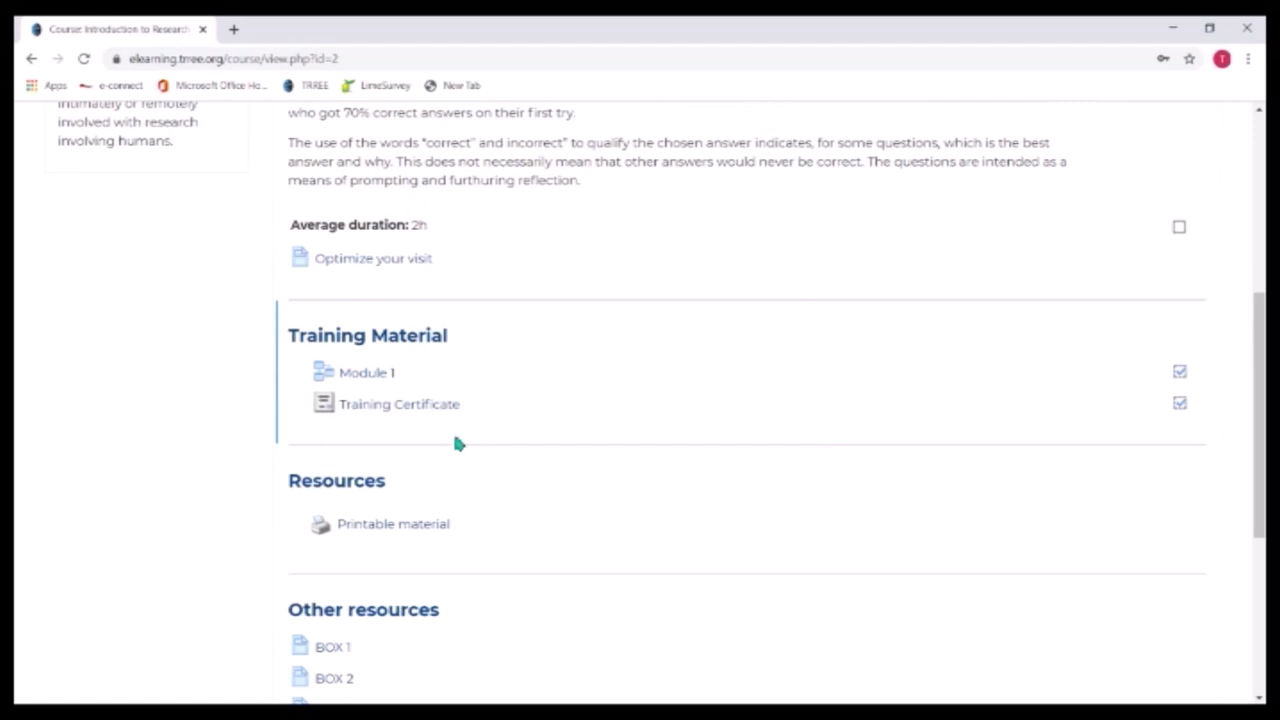 Course: Introduction to Research
elearning.trree.org/course/view.php?id=2
T
Apps
e-connect
Microsoft Office Ho...
TRREE
LimeSurvey
New Tab
intimately or remotely
involved with research
involving humans.
who got 70% correct answers on their first try.
The use of the words "correct" and incorrect" to qualify the chosen answer indicates, for some questions, which is the best
answer and why. This does not necessarily mean that other answers would never be correct. The questions are intended as a
means of prompting and furthuring reflection.
Average duration: 2h
Optimize your visit
Training Material
Module 1
Training Certificate
Resources
Printable material
Other resources
BOX 1
BOX 2